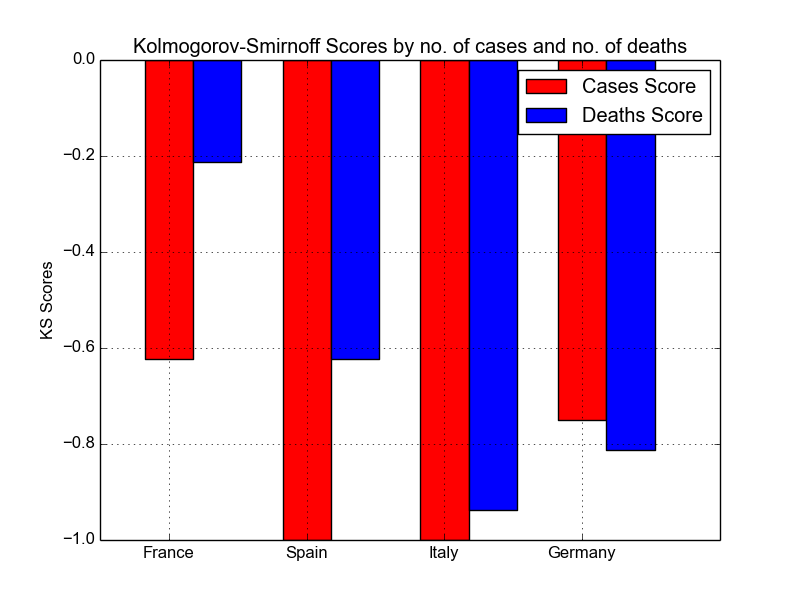 Kolmogorov-Smirnoff Scores by no. of cases and no. of deaths
0.0
Cases Score
Deaths Score
−0.2
−0.4
KS Scores
−0.6
−0.8
−1.0
France Spain Italy Germany